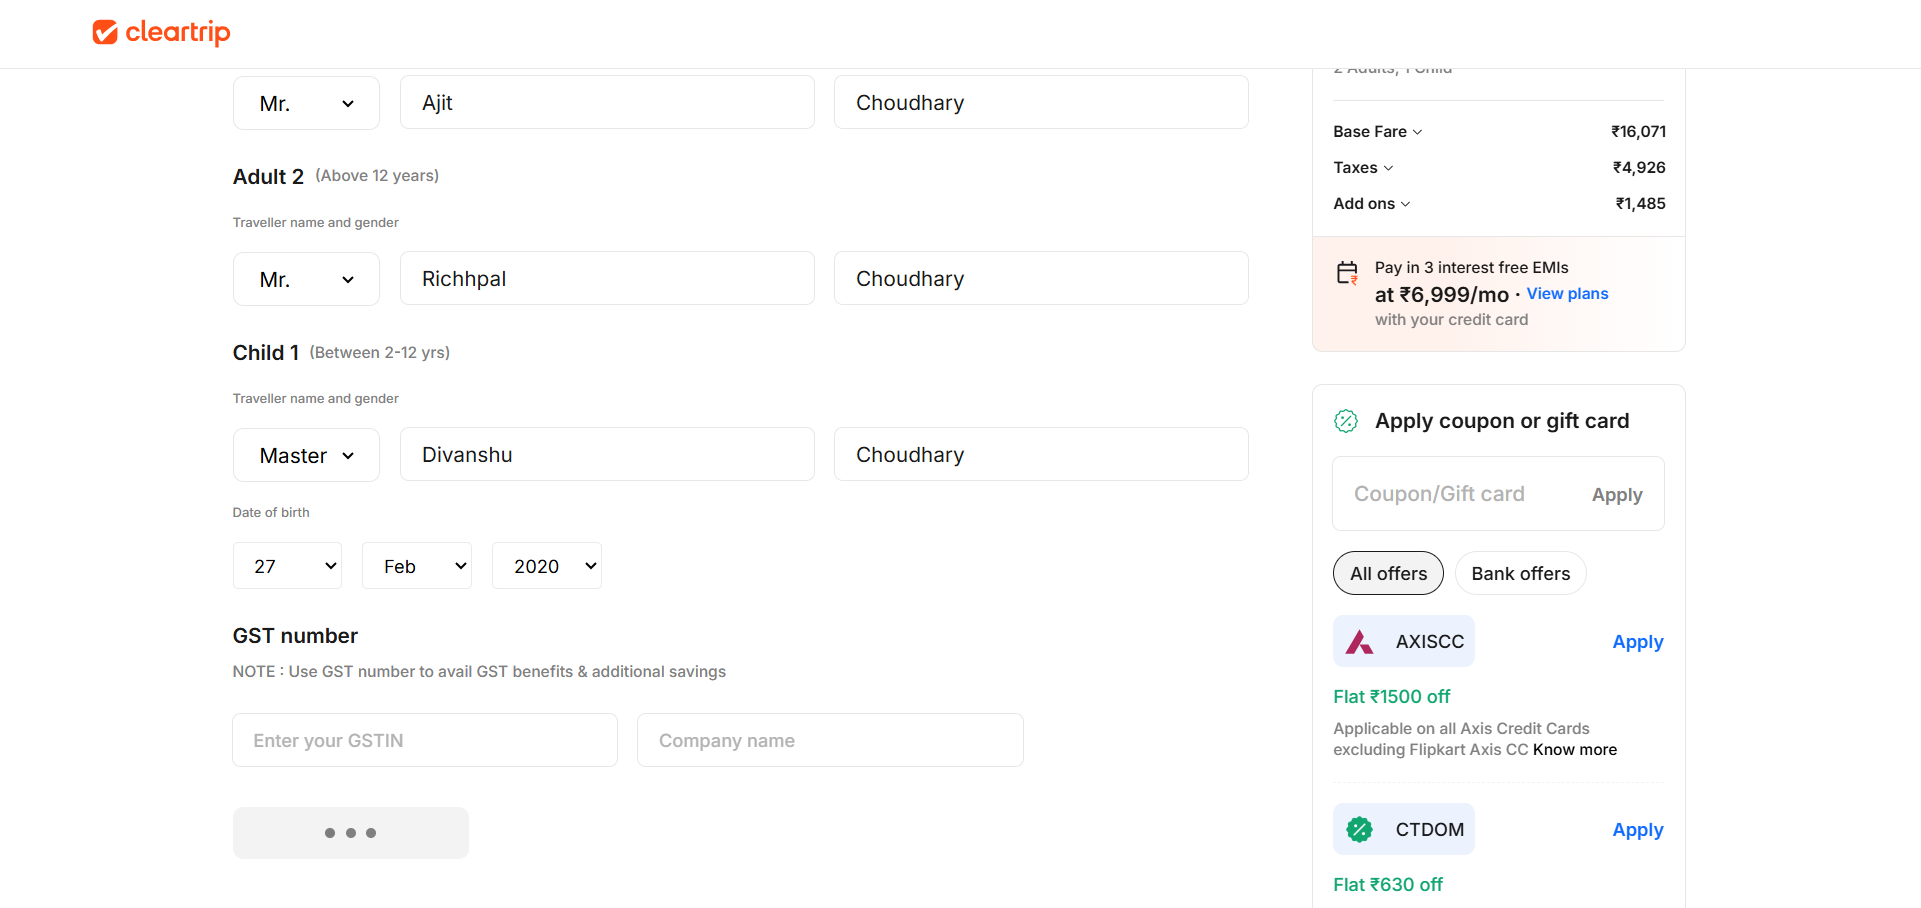 cleartrip
Mr.
Ajit
Choudhary
Adult 2 (Above 12 years)
Traveller name and gender
Mr.
Richhpal
Choudhary
Child 1 (Between 2-12 yrs)
Traveller name and gender
Master
Divanshu
Choudhary
Date of birth
27
Feb
2020
GST number
NOTE : Use GST number to avail GST benefits & additional savings
Enter your GSTIN
Company name
2 Adults, 1 Child
Base Fare ₹16,071
Taxes ₹4,926
Add ons ₹1,485
Pay in 3 interest free EMIs
at ₹6,999/mo · View plans
with your credit card
Apply coupon or gift card
Coupon/Gift card Apply
All offers Bank offers
AXISCC Apply
Flat ₹1500 off
Applicable on all Axis Credit Cards
excluding Flipkart Axis CC Know more
CTDOM Apply
Flat ₹630 off